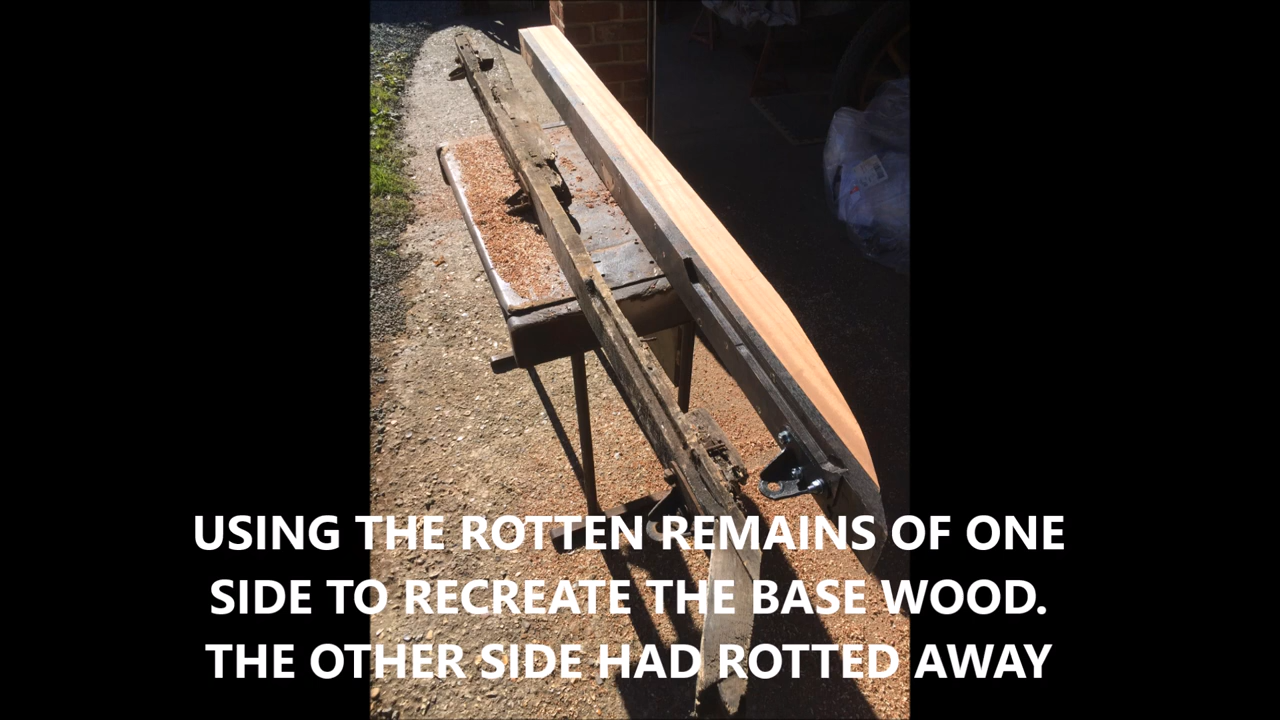 USING THE ROTTEN REMAINS OF ONE
SIDE TO RECREATE THE BASE WOOD.
THE OTHER SIDE HAD ROTTED AWAY